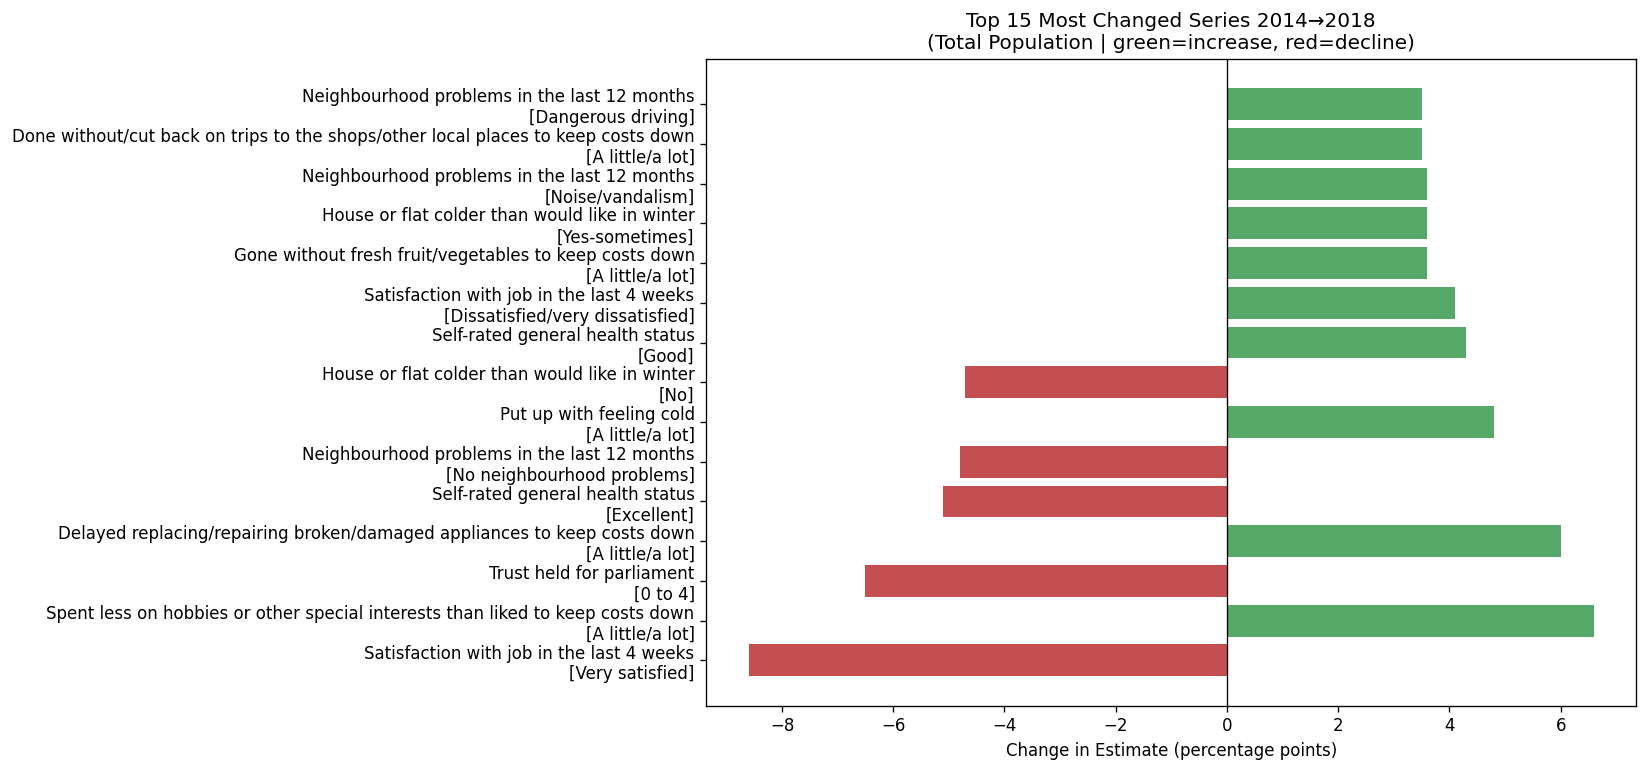 Top 15 Most Changed Series 2014→2018
(Total Population | green=increase, red=decline)
Neighbourhood problems in the last 12 months
[Dangerous driving]
Done without/cut back on trips to the shops/other local places to keep costs down
[A little/a lot]
Neighbourhood problems in the last 12 months
[Noise/vandalism]
House or flat colder than would like in winter
[Yes-sometimes]
Gone without fresh fruit/vegetables to keep costs down
[A little/a lot]
Satisfaction with job in the last 4 weeks
[Dissatisfied/very dissatisfied]
Self-rated general health status
[Good]
House or flat colder than would like in winter
[No]
Put up with feeling cold
[A little/a lot]
Neighbourhood problems in the last 12 months
[No neighbourhood problems]
Self-rated general health status
[Excellent]
Delayed replacing/repairing broken/damaged appliances to keep costs down
[A little/a lot]
Trust held for parliament
[0 to 4]
Spent less on hobbies or other special interests than liked to keep costs down
[A little/a lot]
Satisfaction with job in the last 4 weeks
[Very satisfied]
−8 −6 −4 −2 0 2 4 6
Change in Estimate (percentage points)